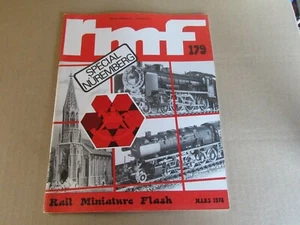 rmf
179
SPECIAL
NUREMBERG
Rail Miniature Flash
MARS 1978